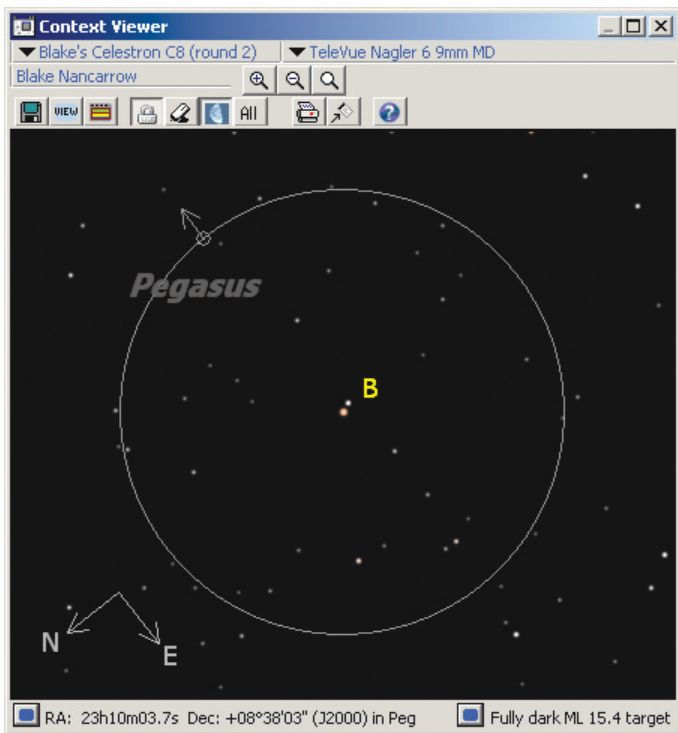 Context Viewer
Blake's Celestron C8 (round 2) TeleVue Nagler 6 9mm MD
Blake Nancarrow
VIEW All ?
Pegasus
B
N
E
RA: 23h10m03.7s Dec: +08°38'03" (J2000) in Peg Fully dark ML 15.4 target